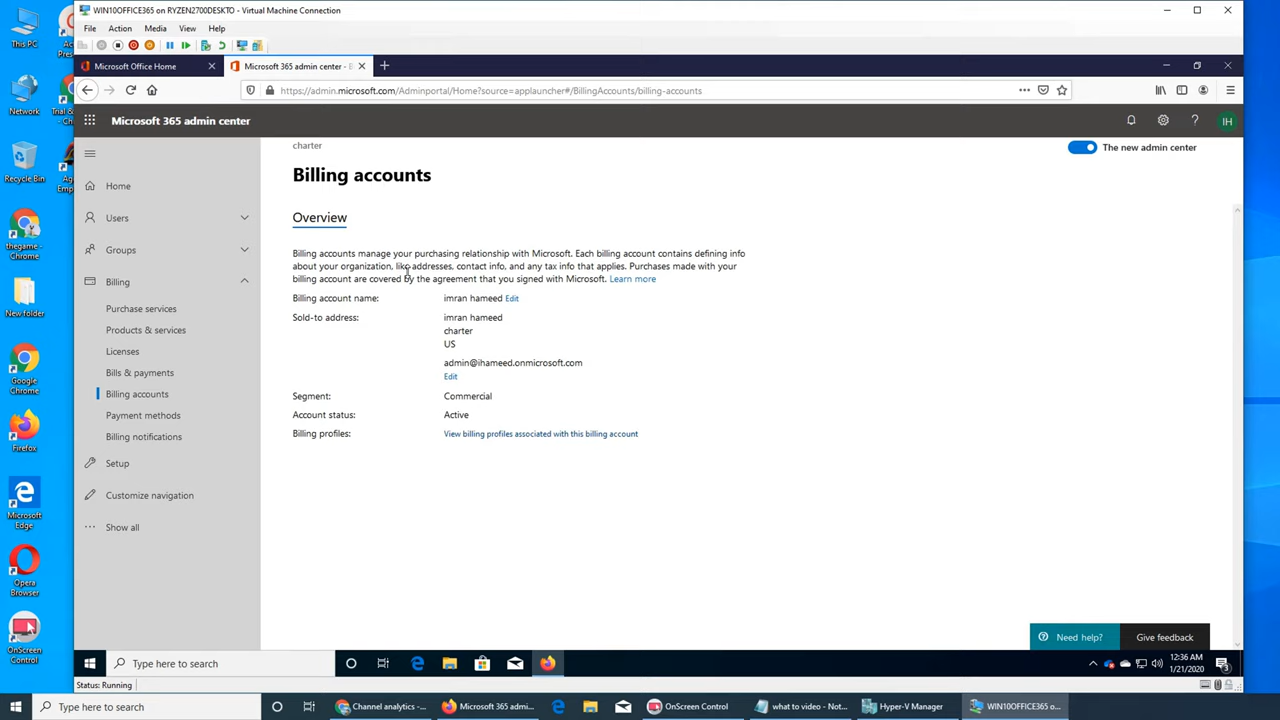 WIN10OFFICE365 on RYZEN2700DESKTO - Virtual Machine Connection
File Action Media View Help
Microsoft Office Home
Microsoft 365 admin center - B
https://admin.microsoft.com/Adminportal/Home?source=applauncher#/BillingAccounts/billing-accounts
Microsoft 365 admin center
IH
Home
Users
Groups
Billing
Purchase services
Products & services
Licenses
Bills & payments
Billing accounts
Payment methods
Billing notifications
Setup
Customize navigation
Show all
charter
The new admin center
Billing accounts
Overview
Billing accounts manage your purchasing relationship with Microsoft. Each billing account contains defining info
about your organization, like addresses, contact info, and any tax info that applies. Purchases made with your
billing account are covered by the agreement that you signed with Microsoft. Learn more
Billing account name: imran hameed Edit
Sold-to address: imran hameed
charter
US
admin@ihameed.onmicrosoft.com
Edit
Segment: Commercial
Account status: Active
Billing profiles: View billing profiles associated with this billing account
Need help?
Give feedback
Type here to search
12:36 AM
1/21/2020
3
Status: Running
This PC
Network
Recycle Bin
thegame -
Chrome
New folder
Google
Chrome
Firefox
Microsoft
Edge
Opera
Browser
OnScreen
Control
Type here to search
Channel analytics -...
Microsoft 365 admi...
OnScreen Control
what to video - Not...
Hyper-V Manager
WIN10OFFICE365 o...